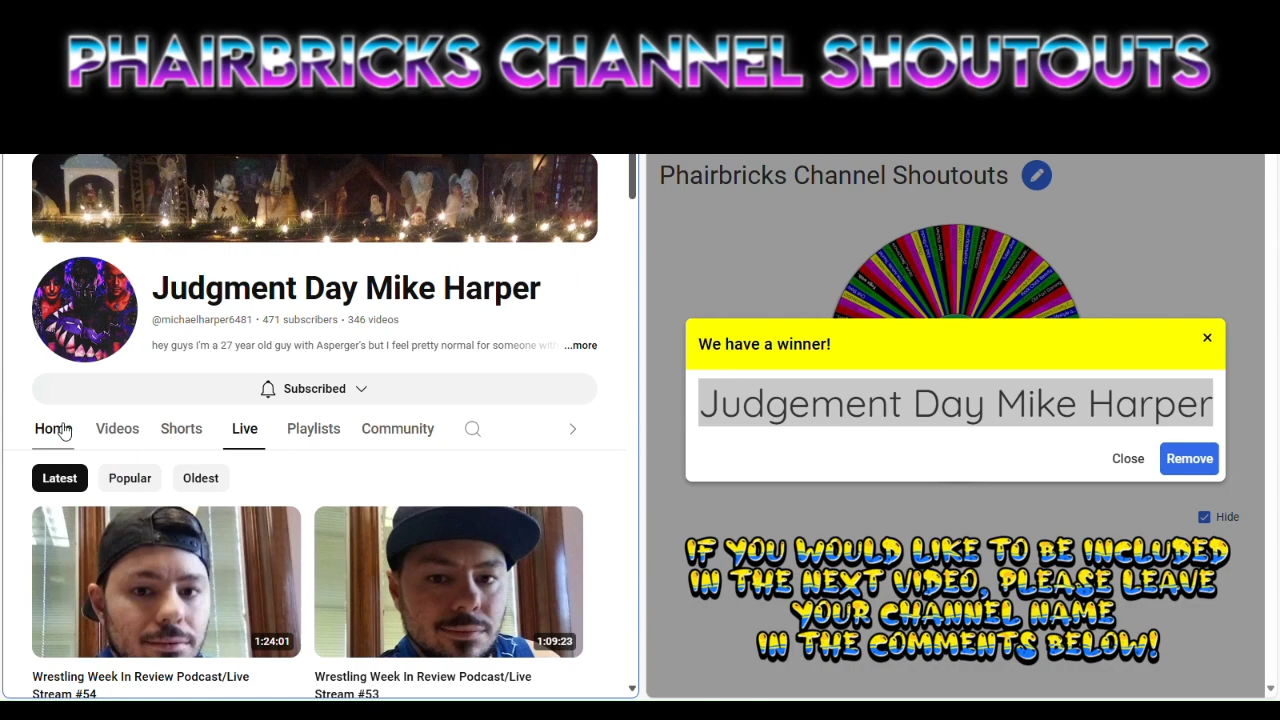 PHAIRBRICKS CHANNEL SHOUTOUTS
Judgment Day Mike Harper
@michaelharper6481 • 471 subscribers • 346 videos
hey guys I'm a 27 year old guy with Asperger's but I feel pretty normal for someone with ...more
Subscribed
Home Videos Shorts Live Playlists Community
Latest Popular Oldest
1:24:01 1:09:23
Wrestling Week In Review Podcast/Live
Stream #54
Wrestling Week In Review Podcast/Live
Stream #53
Phairbricks Channel Shoutouts
We have a winner!
×
Judgement Day Mike Harper
Close Remove
Hide
IF YOU WOULD LIKE TO BE INCLUDED
IN THE NEXT VIDEO, PLEASE LEAVE
YOUR CHANNEL NAME
IN THE COMMENTS BELOW!